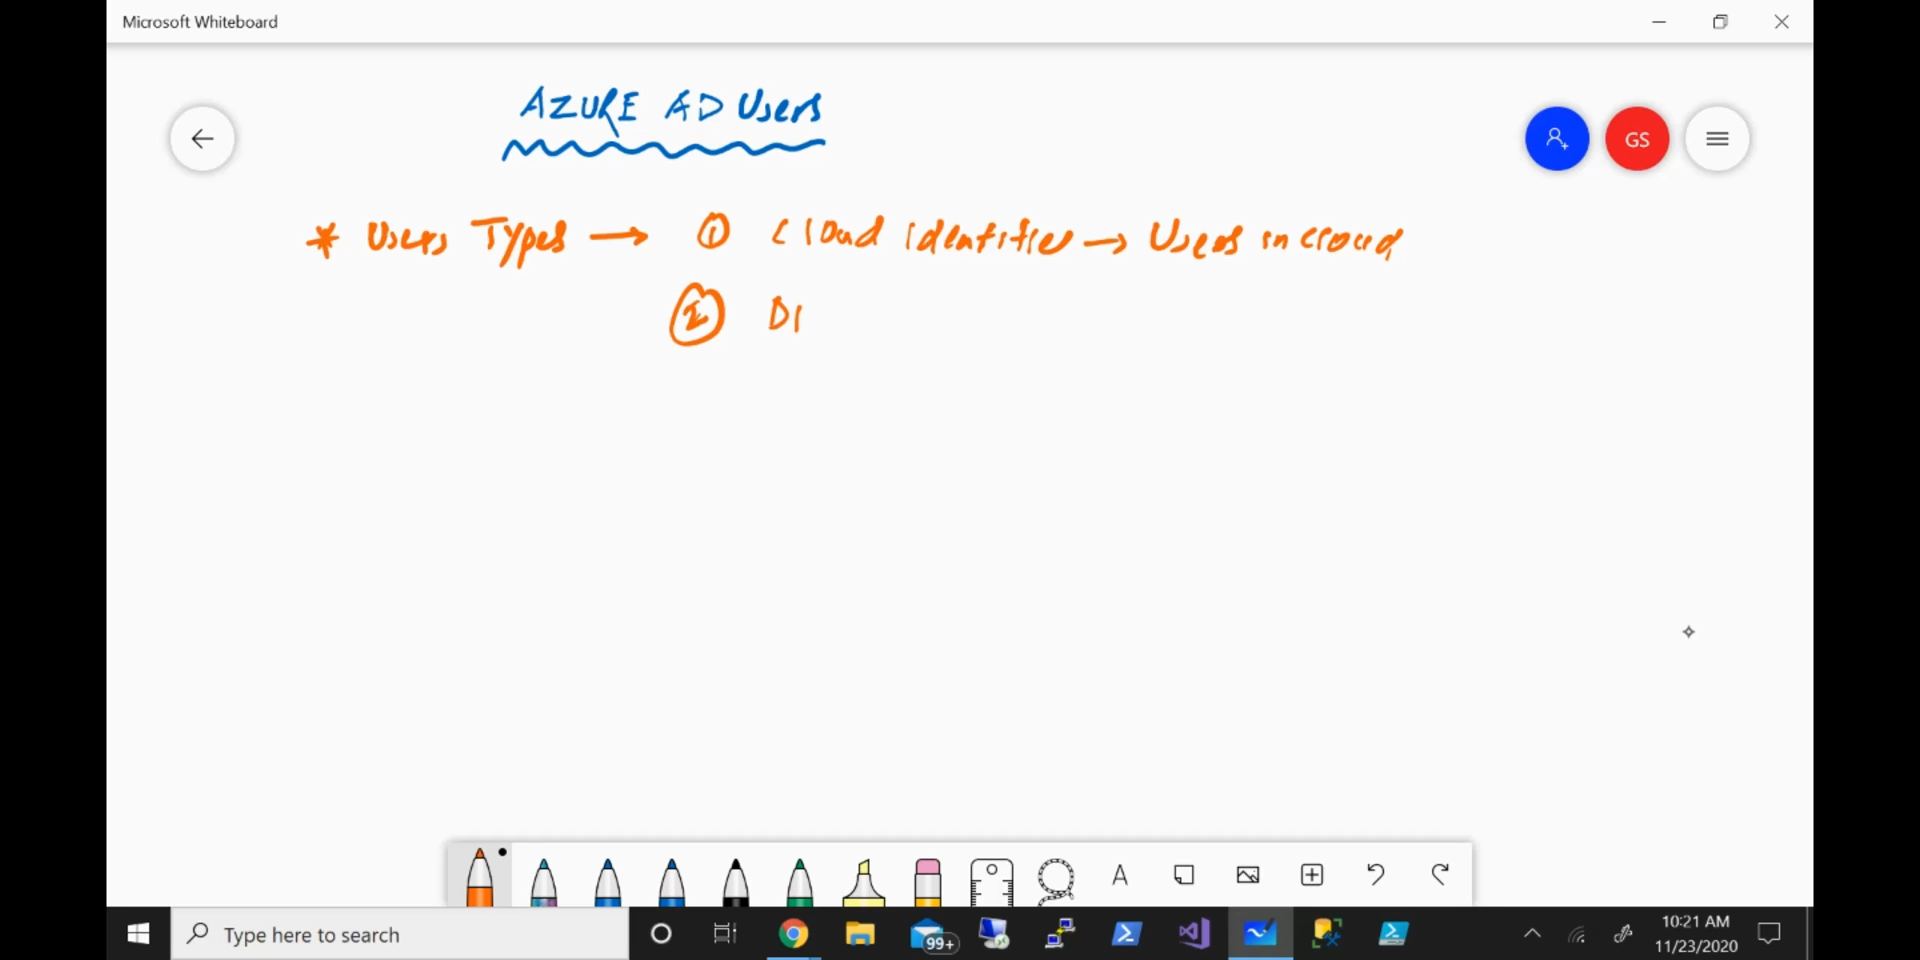 Microsoft Whiteboard
AZURE AD Users
GS
* Users Types → ① Cloud Identities → Users in cloud
② DI
A
Type here to search
99+
10:21 AM
11/23/2020